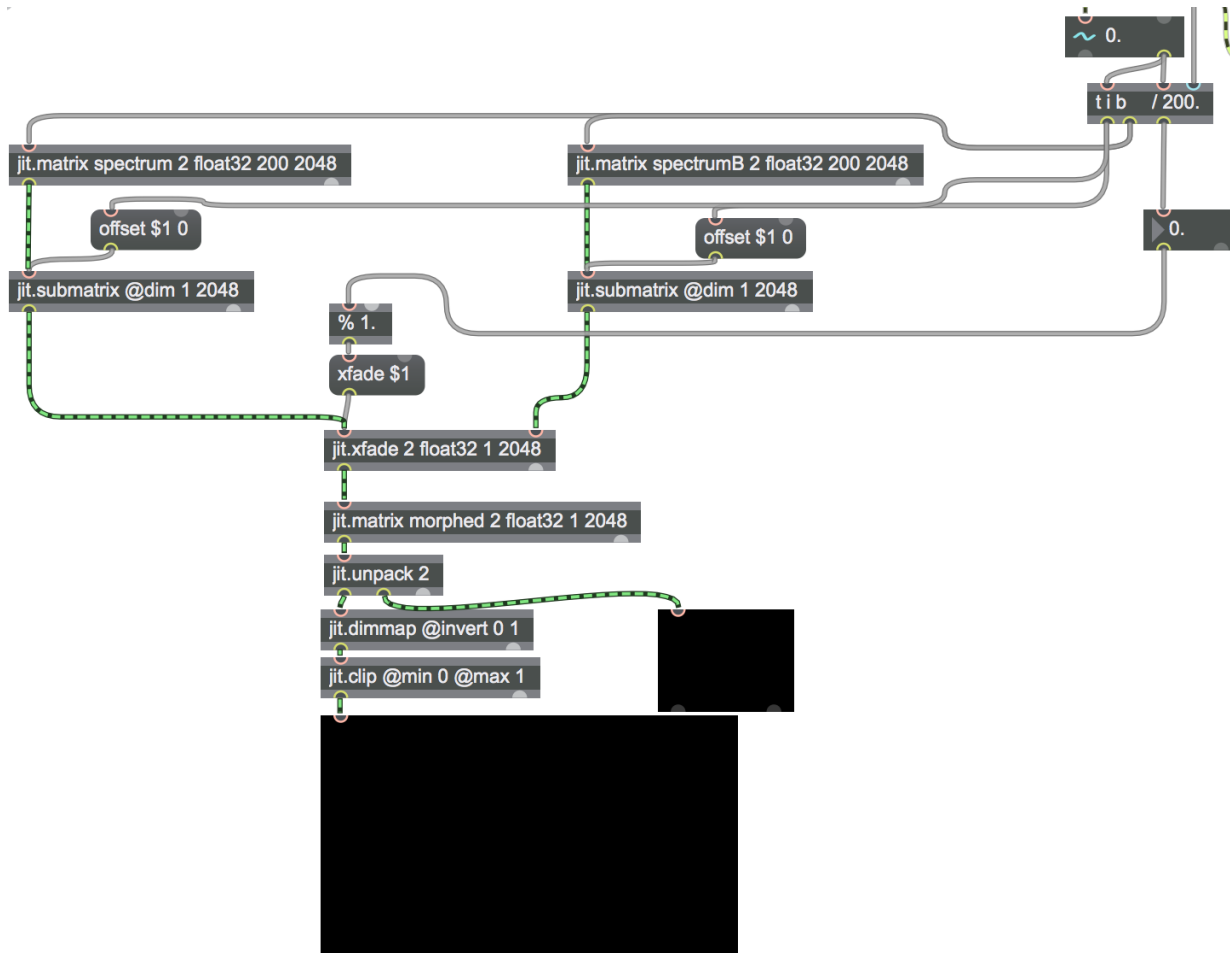 0.
t i b
/ 200.
jit.matrix spectrum 2 float32 200 2048
jit.matrix spectrumB 2 float32 200 2048
offset $1 0
offset $1 0
0.
jit.submatrix @dim 1 2048
jit.submatrix @dim 1 2048
% 1.
xfade $1
jit.xfade 2 float32 1 2048
jit.matrix morphed 2 float32 1 2048
jit.unpack 2
jit.dimmap @invert 0 1
jit.clip @min 0 @max 1